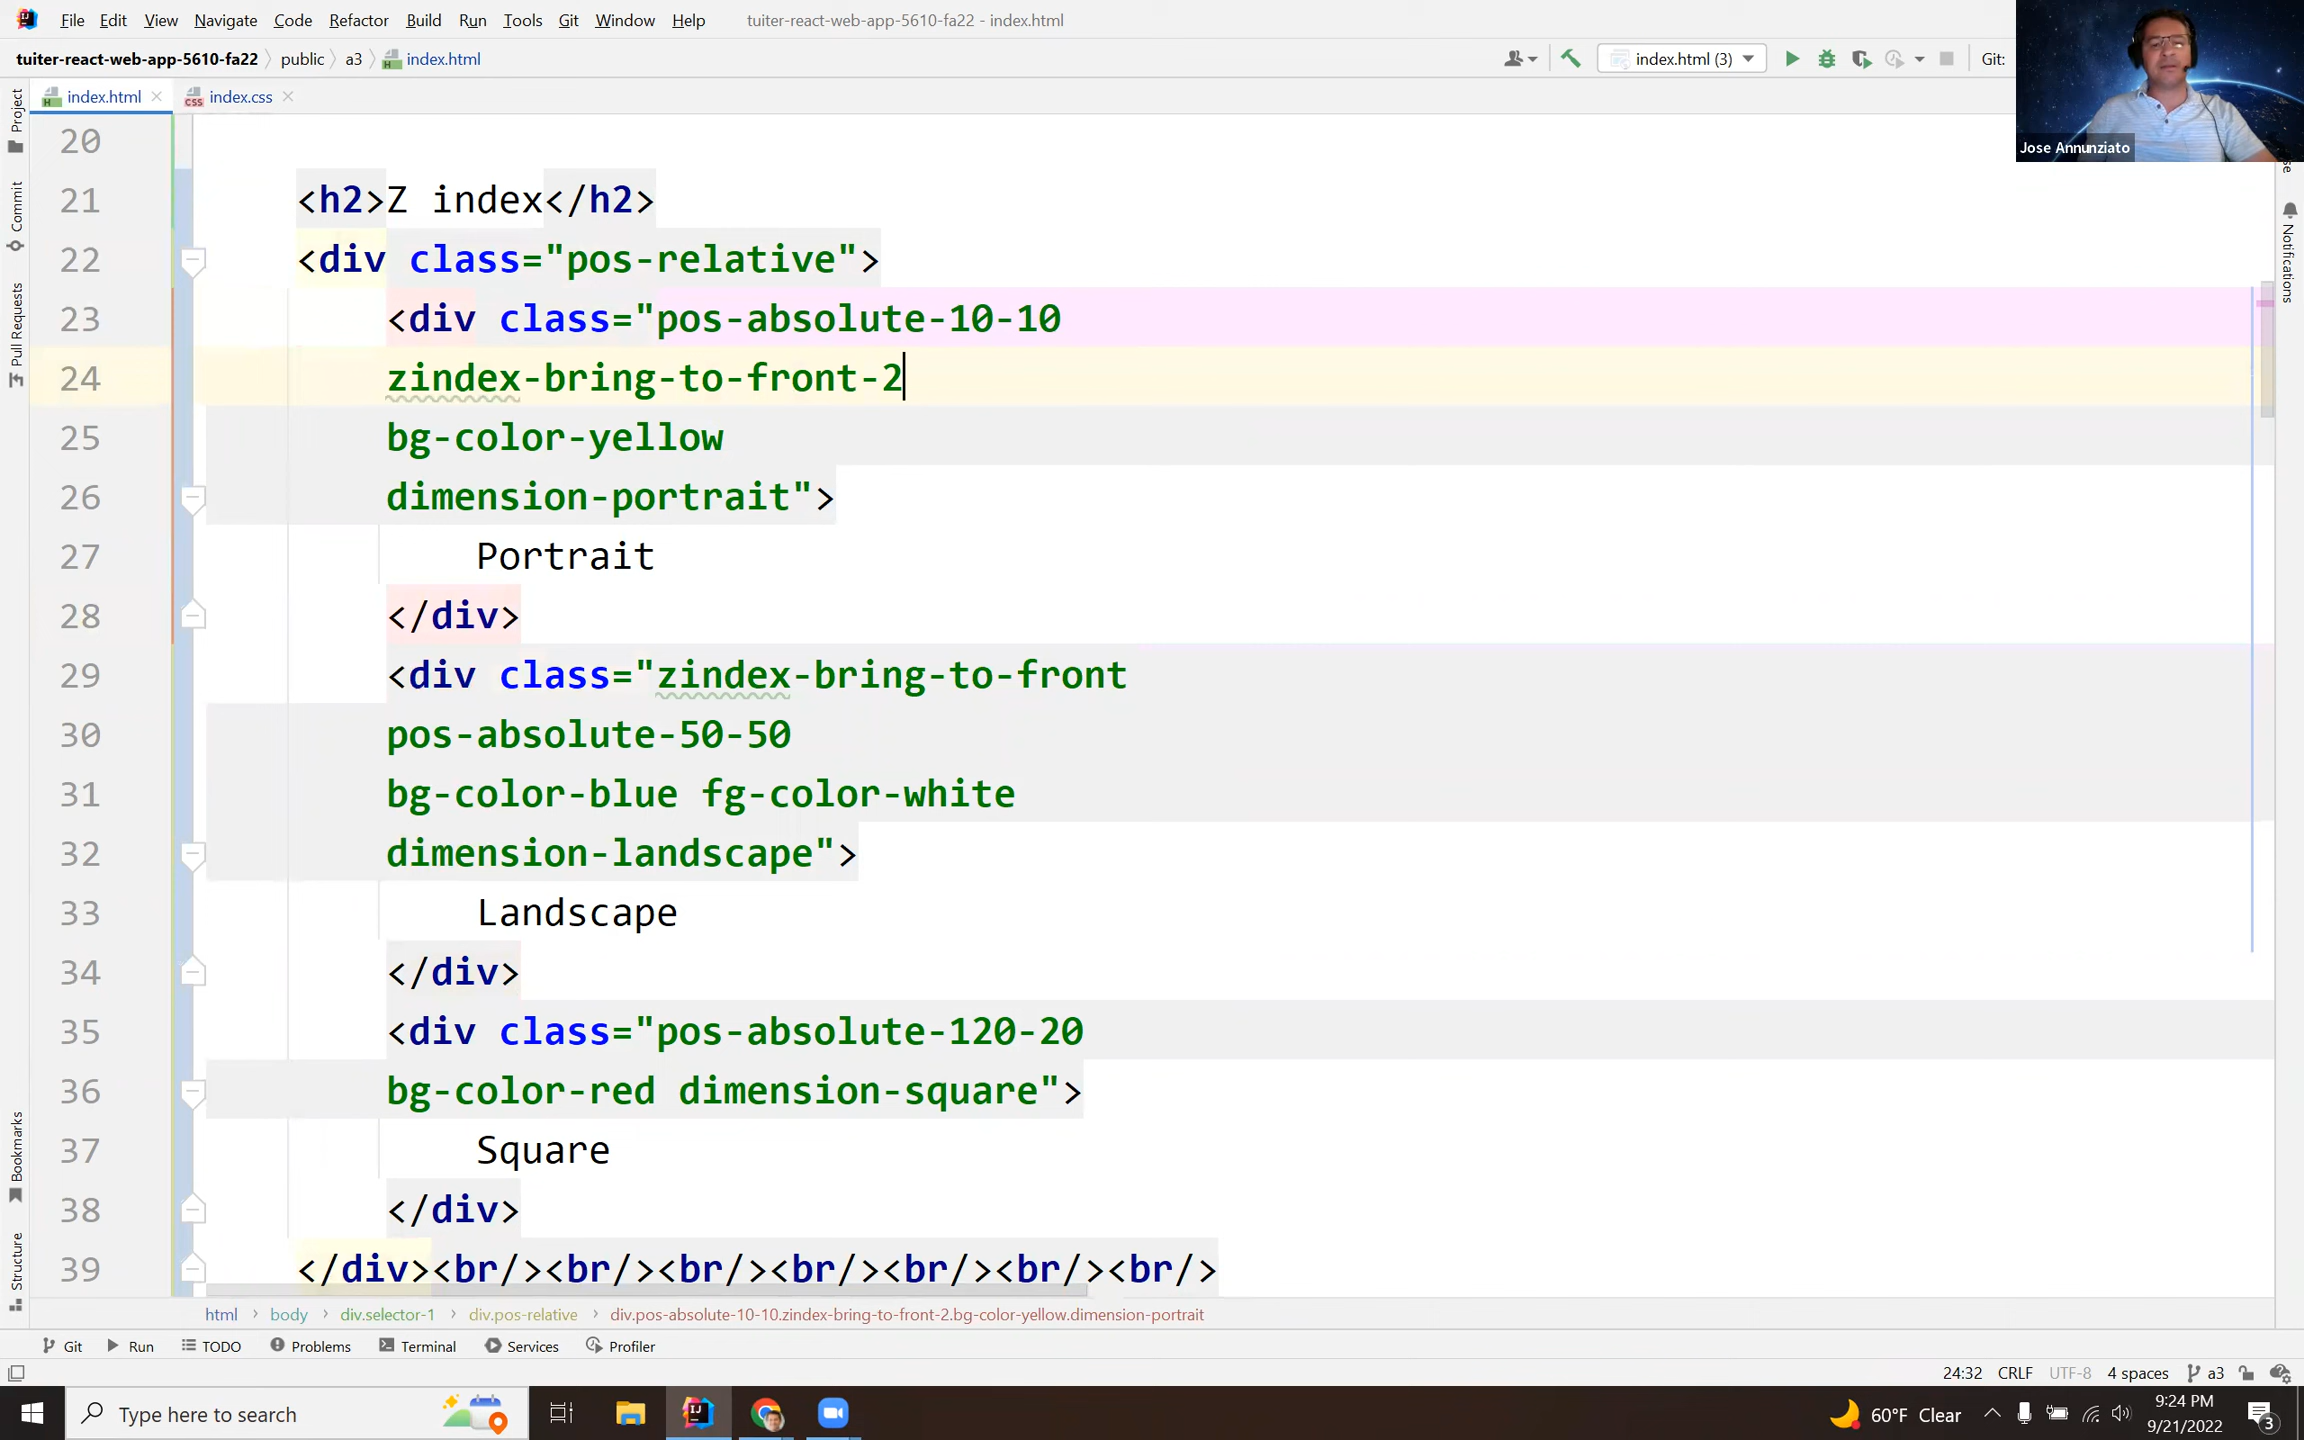 File Edit View Navigate Code Refactor Build Run Tools Git Window Help tuiter-react-web-app-5610-fa22 - index.html
tuiter-react-web-app-5610-fa22 public a3 index.html index.html (3) Git:
Jose Annunziato
index.html index.css
Project
Commit
Pull Requests
Bookmarks
Structure
Notifications
20
21 <h2>Z index</h2>
22 <div class="pos-relative">
23 <div class="pos-absolute-10-10
24 zindex-bring-to-front-2
25 bg-color-yellow
26 dimension-portrait">
27 Portrait
28 </div>
29 <div class="zindex-bring-to-front
30 pos-absolute-50-50
31 bg-color-blue fg-color-white
32 dimension-landscape">
33 Landscape
34 </div>
35 <div class="pos-absolute-120-20
36 bg-color-red dimension-square">
37 Square
38 </div>
39 </div><br/><br/><br/><br/><br/><br/><br/>
html body div.selector-1 div.pos-relative div.pos-absolute-10-10.zindex-bring-to-front-2.bg-color-yellow.dimension-portrait
Git Run TODO Problems Terminal Services Profiler
24:32 CRLF UTF-8 4 spaces a3
Type here to search
60°F Clear
9:24 PM
9/21/2022
3